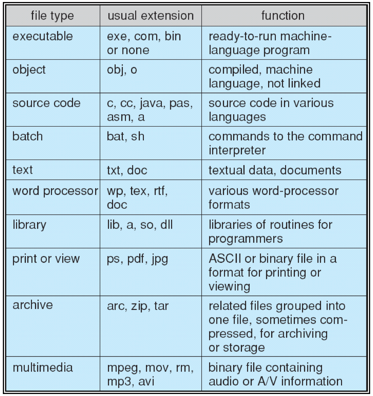 file type usual extension function
executable exe, com, bin ready-to-run machine-
or none language program
object obj, o compiled, machine
language, not linked
source code c, cc, java, pas, source code in various
asm, a languages
batch bat, sh commands to the command
interpreter
text txt, doc textual data, documents
word processor wp, tex, rtf, various word-processor
doc formats
library lib, a, so, dll libraries of routines for
programmers
print or view ps, pdf, jpg ASCII or binary file in a
format for printing or
viewing
archive arc, zip, tar related files grouped into
one file, sometimes com-
pressed, for archiving
or storage
multimedia mpeg, mov, rm, binary file containing
mp3, avi audio or A/V information